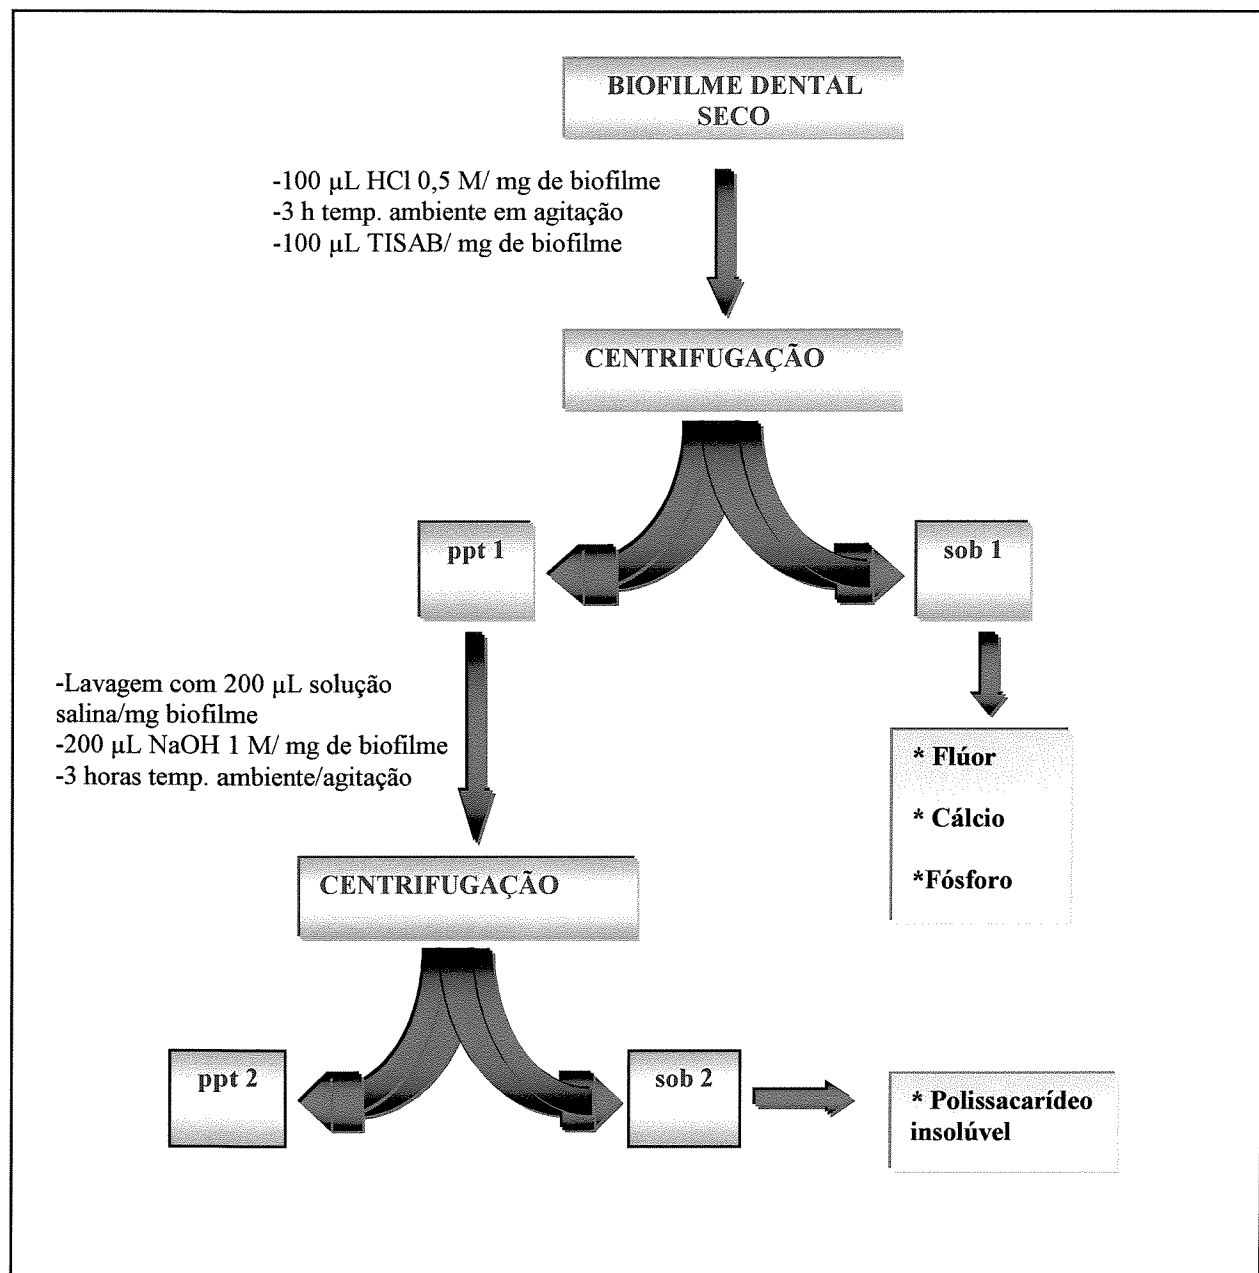 BIOFILME DENTAL
SECO
-100 µL HCl 0,5 M/ mg de biofilme
-3 h temp. ambiente em agitação
-100 µL TISAB/ mg de biofilme
CENTRIFUGAÇÃO
ppt 1
sob 1
-Lavagem com 200 µL solução
salina/mg biofilme
-200 µL NaOH 1 M/ mg de biofilme
-3 horas temp. ambiente/agitação
* Flúor
* Cálcio
*Fósforo
CENTRIFUGAÇÃO
ppt 2
sob 2
* Polissacarídeo
insolúvel